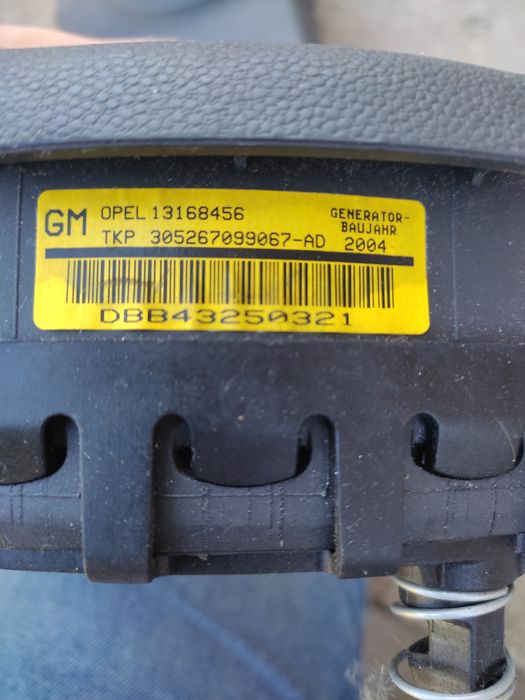 GM OPEL 13168456 GENERATOR-
BAUJAHR
TKP 305267099067-AD 2004
DBB43250321